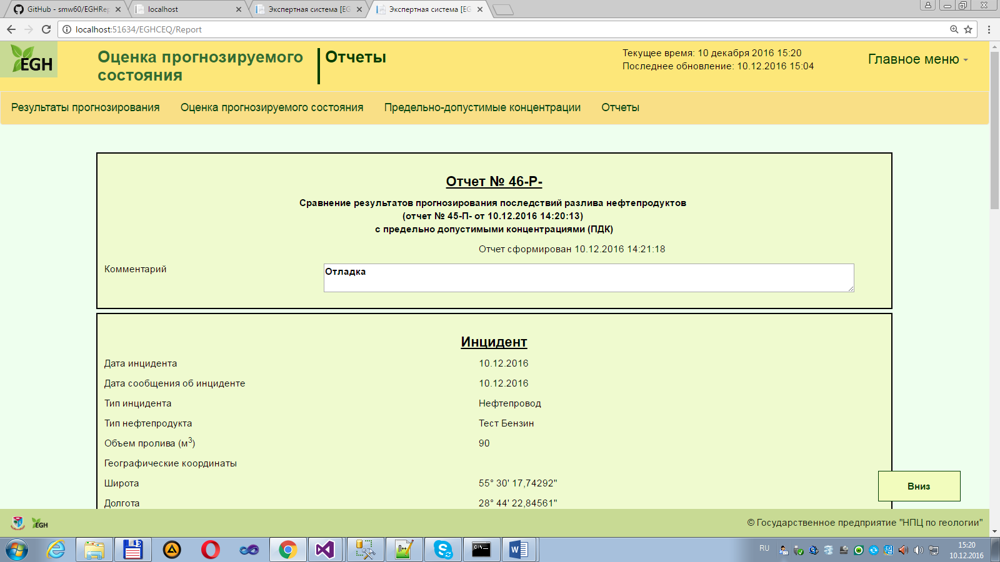 GitHub - smw60/EGHRep
localhost
Экспертная система [EG
Экспертная система [EG
localhost:51634/EGHCEQ/Report
EGH
Оценка прогнозируемого
состояния
Отчеты
Текущее время: 10 декабря 2016 15:20
Последнее обновление: 10.12.2016 15:04
Главное меню
Результаты прогнозирования
Оценка прогнозируемого состояния
Предельно-допустимые концентрации
Отчеты
Отчет № 46-Р-
Сравнение результатов прогнозирования последствий разлива нефтепродуктов
(отчет № 45-П- от 10.12.2016 14:20:13)
с предельно допустимыми концентрациями (ПДК)
Отчет сформирован 10.12.2016 14:21:18
Комментарий
Отладка
Инцидент
Дата инцидента 10.12.2016
Дата сообщения об инциденте 10.12.2016
Тип инцидента Нефтепровод
Тип нефтепродукта Тест Бензин
Объем пролива (м3) 90
Географические координаты
Широта 55° 30' 17,74292"
Долгота 28° 44' 22,84561"
Вниз
EGH
© Государственное предприятие "НПЦ по геологии"
RU
15:20
10.12.2016